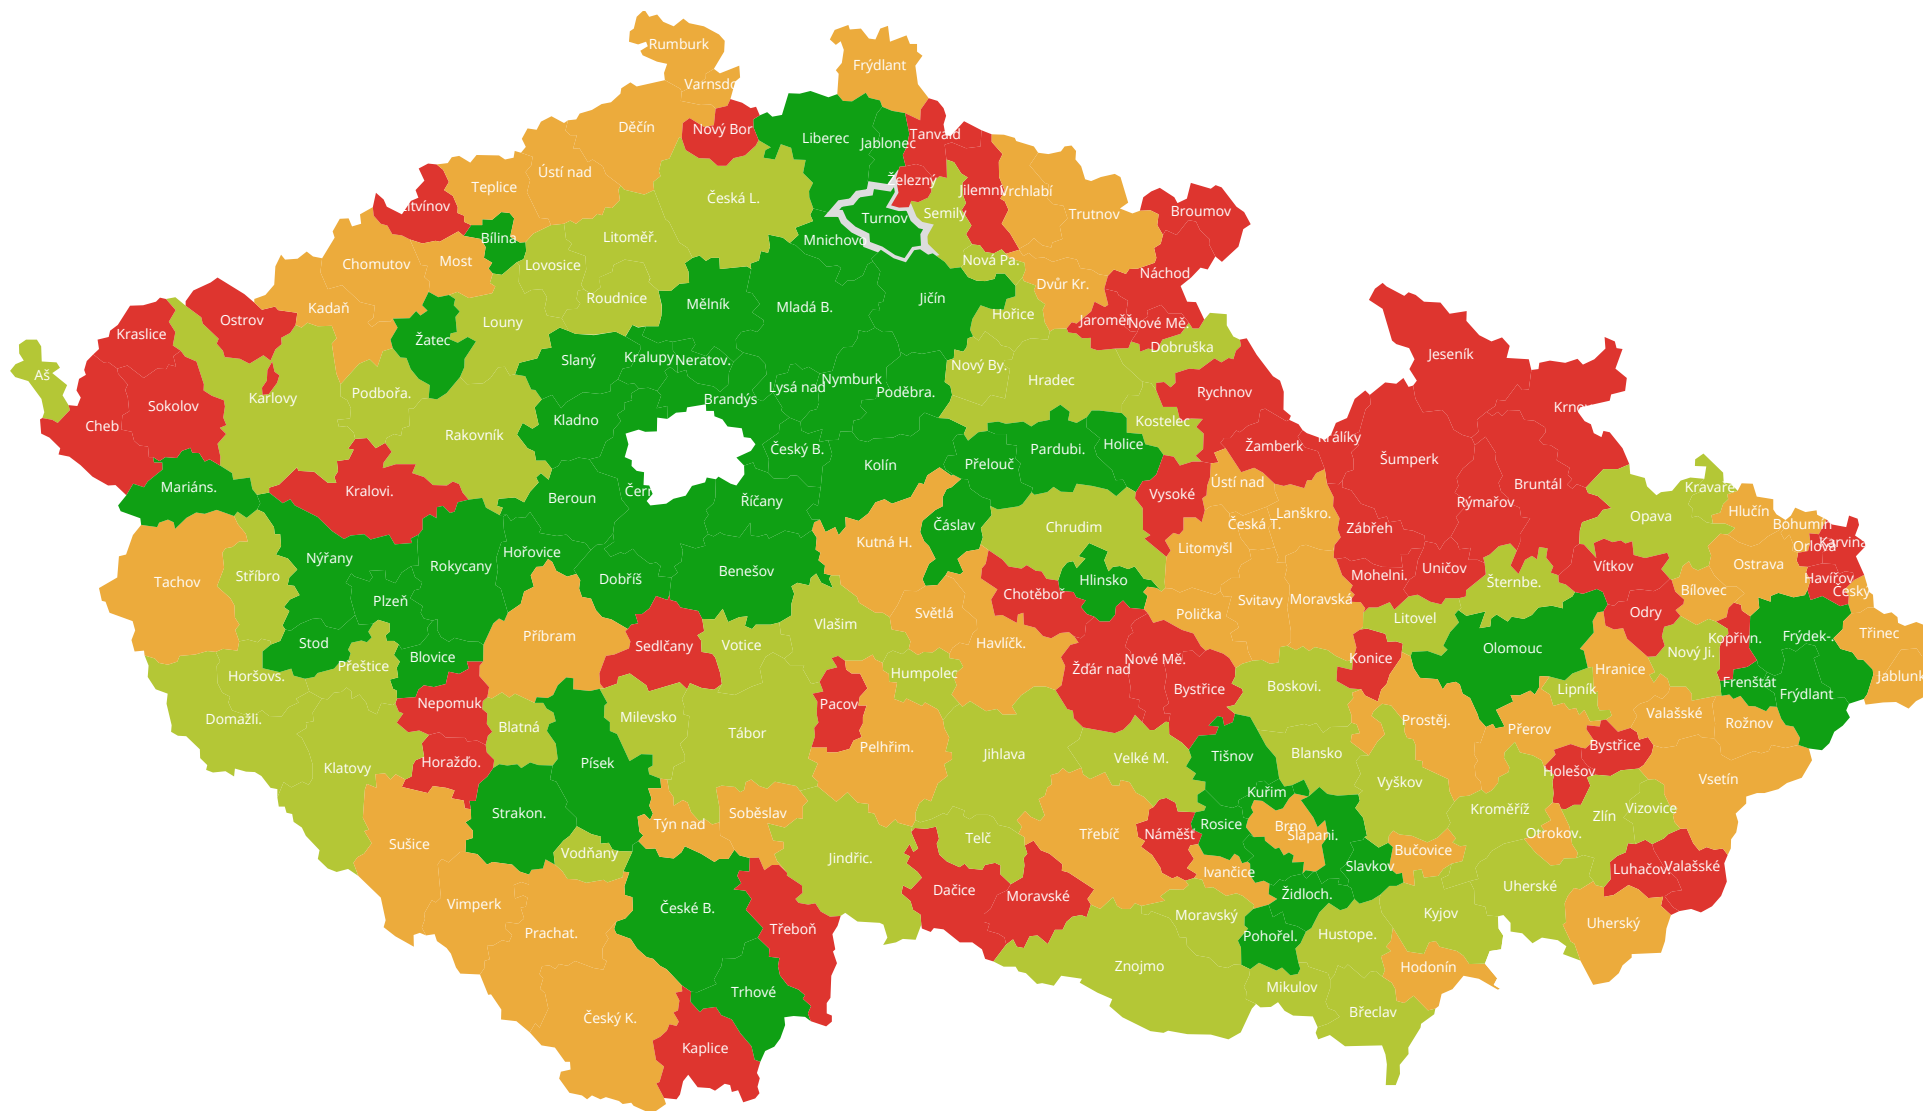 Rumburk
Frýdlant
Varnsdo
Děčín
Nový Bor
Liberec
Jablonec
Tanvald
Ústí nad
Teplice
Česká L.
Železný
Jilemni
Vrchlabí
Litvínov
Turnov
Semily
Trutnov
Broumov
Bílina
Litoměř.
Mnichovo
Chomutov
Most
Lovosice
Nová Pa.
Náchod
Kadaň
Roudnice
Mělník
Mladá B.
Jičín
Dvůr Kr.
Ostrov
Kraslice
Louny
Hořice
Jaroměř
Nové Mě.
Žatec
Dobruška
Jeseník
Slaný
Kralupy
Neratov.
Aš
Nový By.
Hradec
Podbořa.
Karlovy
Lysá nad
Nymburk
Poděbra.
Rychnov
Sokolov
Brandýs
Krnov
Cheb
Kladno
Kostelec
Rakovník
Český B.
Pardubi.
Holice
Žamberk
Králíky
Kolín
Přelouč
Šumperk
Mariáns.
Kralovi.
Beroun
Čern
Říčany
Vysoké
Ústí nad
Bruntál
Kravaře
Rýmařov
Lanškro.
Opava
Hlučín
Čáslav
Chrudim
Česká T.
Zábřeh
Bohumín
Kutná H.
Litomyšl
Orlová
Karviná
Nýřany
Hořovice
Rokycany
Ostrava
Vítkov
Stříbro
Tachov
Dobříš
Benešov
Hlinsko
Mohelni.
Uničov
Šternbe.
Havířov
Český
Chotěboř
Bílovec
Plzeň
Světlá
Polička
Svitavy
Moravská
Odry
Litovel
Příbram
Vlašim
Třinec
Stod
Sedlčany
Votice
Havlíčk.
Olomouc
Kopřivn.
Frýdek-.
Blovice
Přeštice
Nové Mě.
Konice
Nový Ji.
Horšovs.
Humpolec
Žďár nad
Hranice
Jablunk
Bystřice
Boskovi.
Lipník
Frenštát
Frýdlant
Nepomuk
Pacov
Domažli.
Blatná
Milevsko
Tábor
Prostěj.
Valašské
Rožnov
Přerov
Pelhřim.
Jihlava
Velké M.
Tišnov
Blansko
Bystřice
Klatovy
Horažďo.
Písek
Holešov
Vyškov
Vsetín
Kuřim
Strakon.
Soběslav
Kroměříž
Vizovice
Týn nad
Telč
Třebíč
Náměšť
Rosice
Brno
Šlapani.
Otrokov.
Zlín
Sušice
Vodňany
Jindřic.
Bučovice
Ivančice
Slavkov
Luhačov
Valašské
Dačice
Moravské
Židloch.
Uherské
Vimperk
České B.
Moravský
Kyjov
Uherský
Prachat.
Třeboň
Pohořel.
Hustope.
Znojmo
Hodonín
Trhové
Mikulov
Český K.
Břeclav
Kaplice